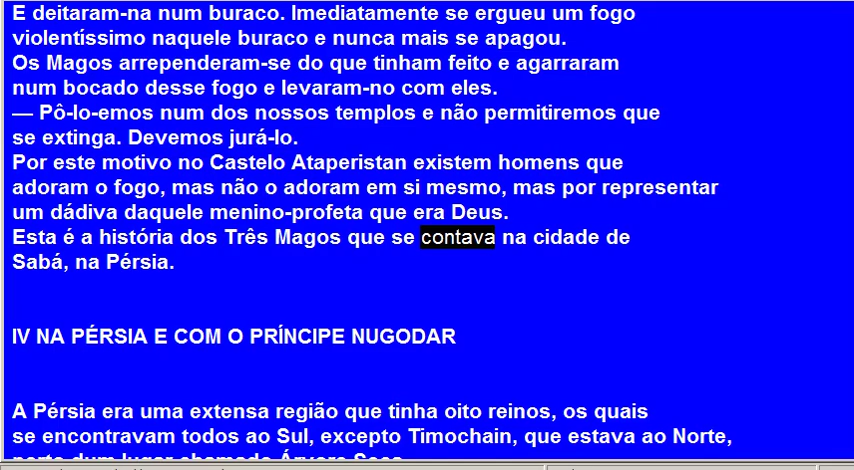 E deitaram-na num buraco. Imediatamente se ergueu um fogo
violentíssimo naquele buraco e nunca mais se apagou.
Os Magos arrependeram-se do que tinham feito e agarraram
num bocado desse fogo e levaram-no com eles.
— Pô-lo-emos num dos nossos templos e não permitiremos que
se extinga. Devemos jurá-lo.
Por este motivo no Castelo Ataperistan existem homens que
adoram o fogo, mas não o adoram em si mesmo, mas por representar
um dádiva daquele menino-profeta que era Deus.
Esta é a história dos Três Magos que se contava na cidade de
Sabá, na Pérsia.
IV NA PÉRSIA E COM O PRÍNCIPE NUGODAR
A Pérsia era uma extensa região que tinha oito reinos, os quais
se encontravam todos ao Sul, excepto Timochain, que estava ao Norte,
perto dum lugar chamado Árvore Seca